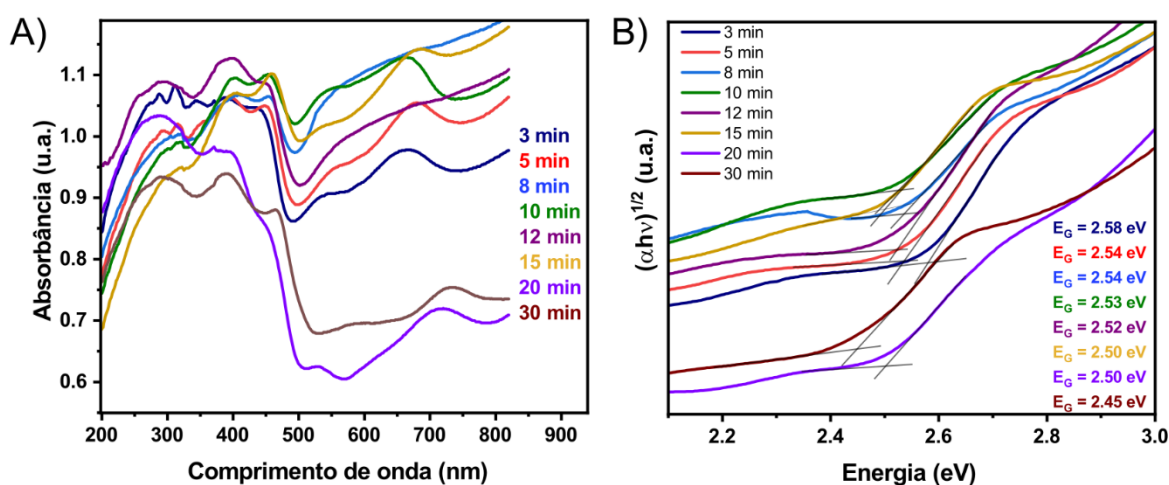 A)
Absorbância (u.a.)
1.1
1.0
0.9
0.8
0.7
0.6
200 300 400 500 600 700 800 900
Comprimento de onda (nm)
3 min
5 min
8 min
10 min
12 min
15 min
20 min
30 min
B)
(αhν)1/2 (u.a.)
3 min
5 min
8 min
10 min
12 min
15 min
20 min
30 min
EG = 2.58 eV
EG = 2.54 eV
EG = 2.54 eV
EG = 2.53 eV
EG = 2.52 eV
EG = 2.50 eV
EG = 2.50 eV
EG = 2.45 eV
2.2 2.4 2.6 2.8 3.0
Energia (eV)